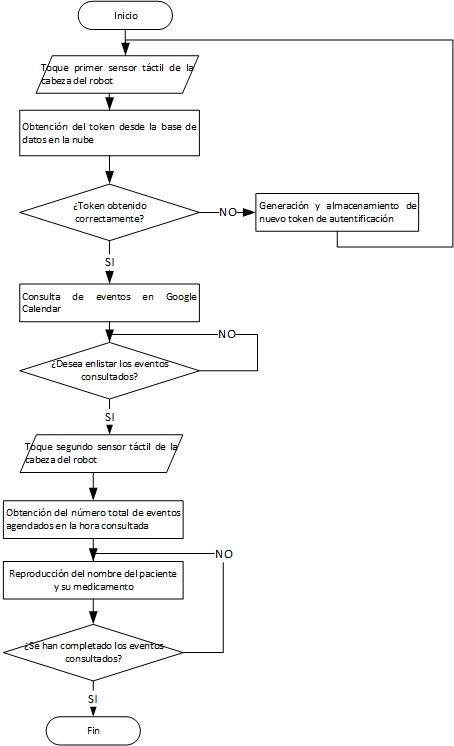 Inicio
Toque primer sensor táctil de la
cabeza del robot
Obtención del token desde la base de
datos en la nube
¿Token obtenido
correctamente?
NO
Generación y almacenamiento de
nuevo token de autentificación
SI
Consulta de eventos en Google
Calendar
NO
¿Desea enlistar los eventos
consultados?
SI
Toque segundo sensor táctil de la
cabeza del robot
Obtención del número total de eventos
agendados en la hora consultada
NO
Reproducción del nombre del paciente
y su medicamento
¿Se han completado los eventos
consultados?
SI
Fin